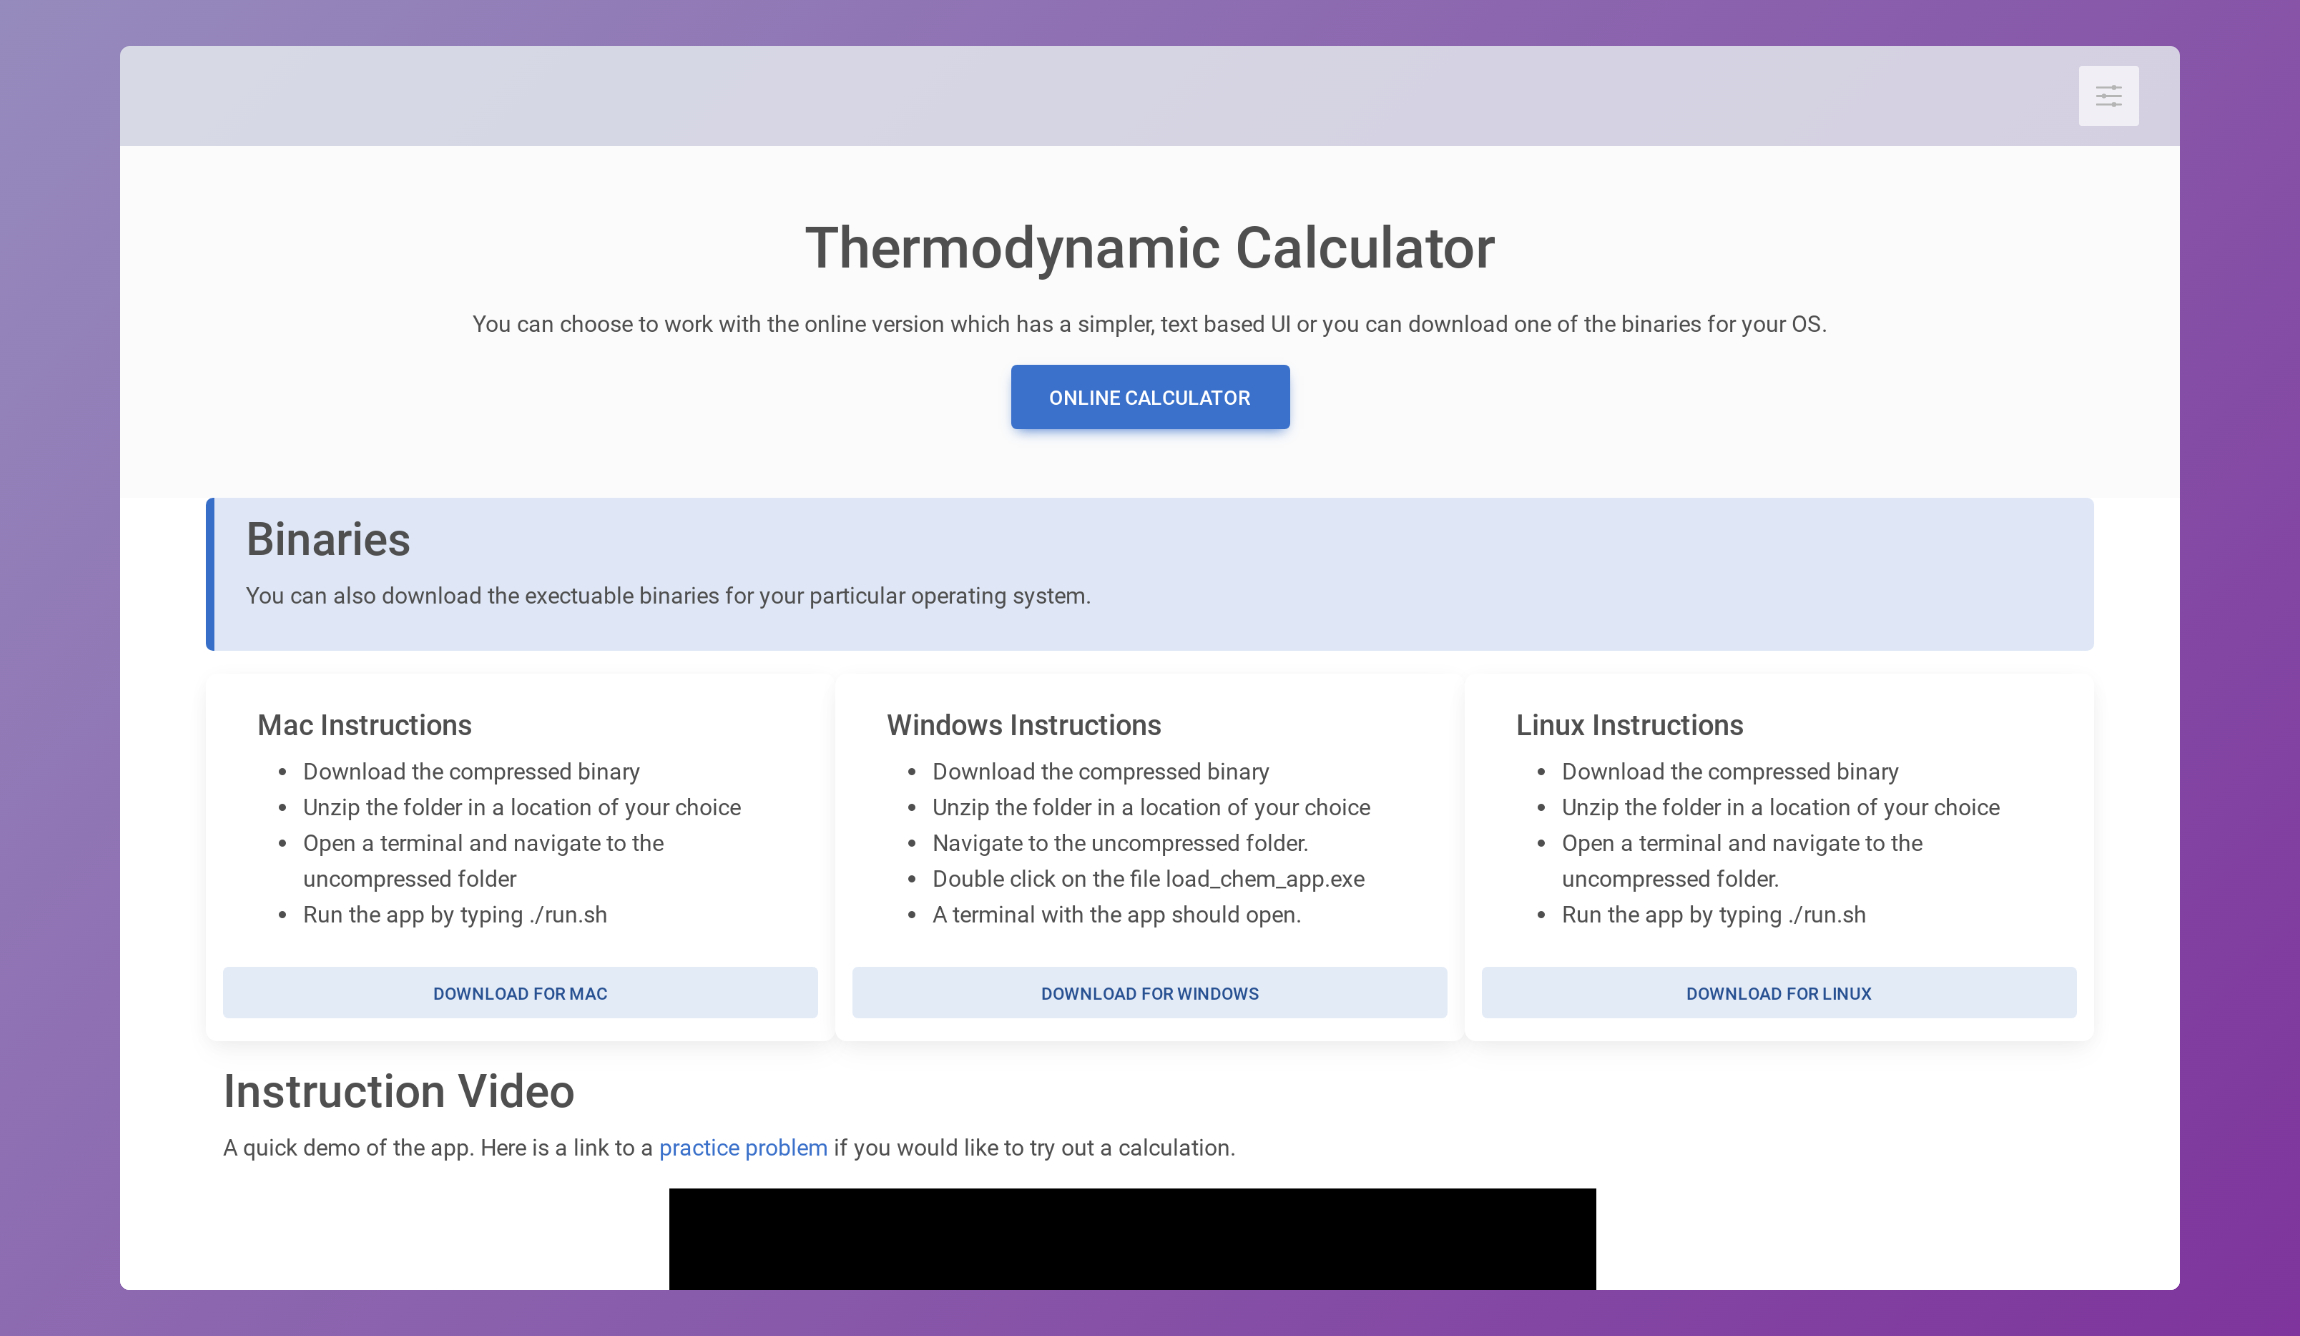 Thermodynamic Calculator
You can choose to work with the online version which has a simpler, text based UI or you can download one of the binaries for your OS.
ONLINE CALCULATOR
Binaries
You can also download the exectuable binaries for your particular operating system.
Mac Instructions
• Download the compressed binary
• Unzip the folder in a location of your choice
• Open a terminal and navigate to the
uncompressed folder
• Run the app by typing ./run.sh
DOWNLOAD FOR MAC
Windows Instructions
• Download the compressed binary
• Unzip the folder in a location of your choice
• Navigate to the uncompressed folder.
• Double click on the file load_chem_app.exe
• A terminal with the app should open.
DOWNLOAD FOR WINDOWS
Linux Instructions
• Download the compressed binary
• Unzip the folder in a location of your choice
• Open a terminal and navigate to the
uncompressed folder.
• Run the app by typing ./run.sh
DOWNLOAD FOR LINUX
Instruction Video
A quick demo of the app. Here is a link to a practice problem if you would like to try out a calculation.